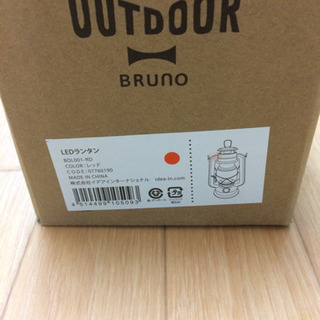 OUTDOOR
BRUNO
LEDランタン
BOL001-RD
COLOR:レッド
CODE:07760190
MADE IN CHINA
株式会社イデアインターナショナル idea-in.com
4 514499 105093